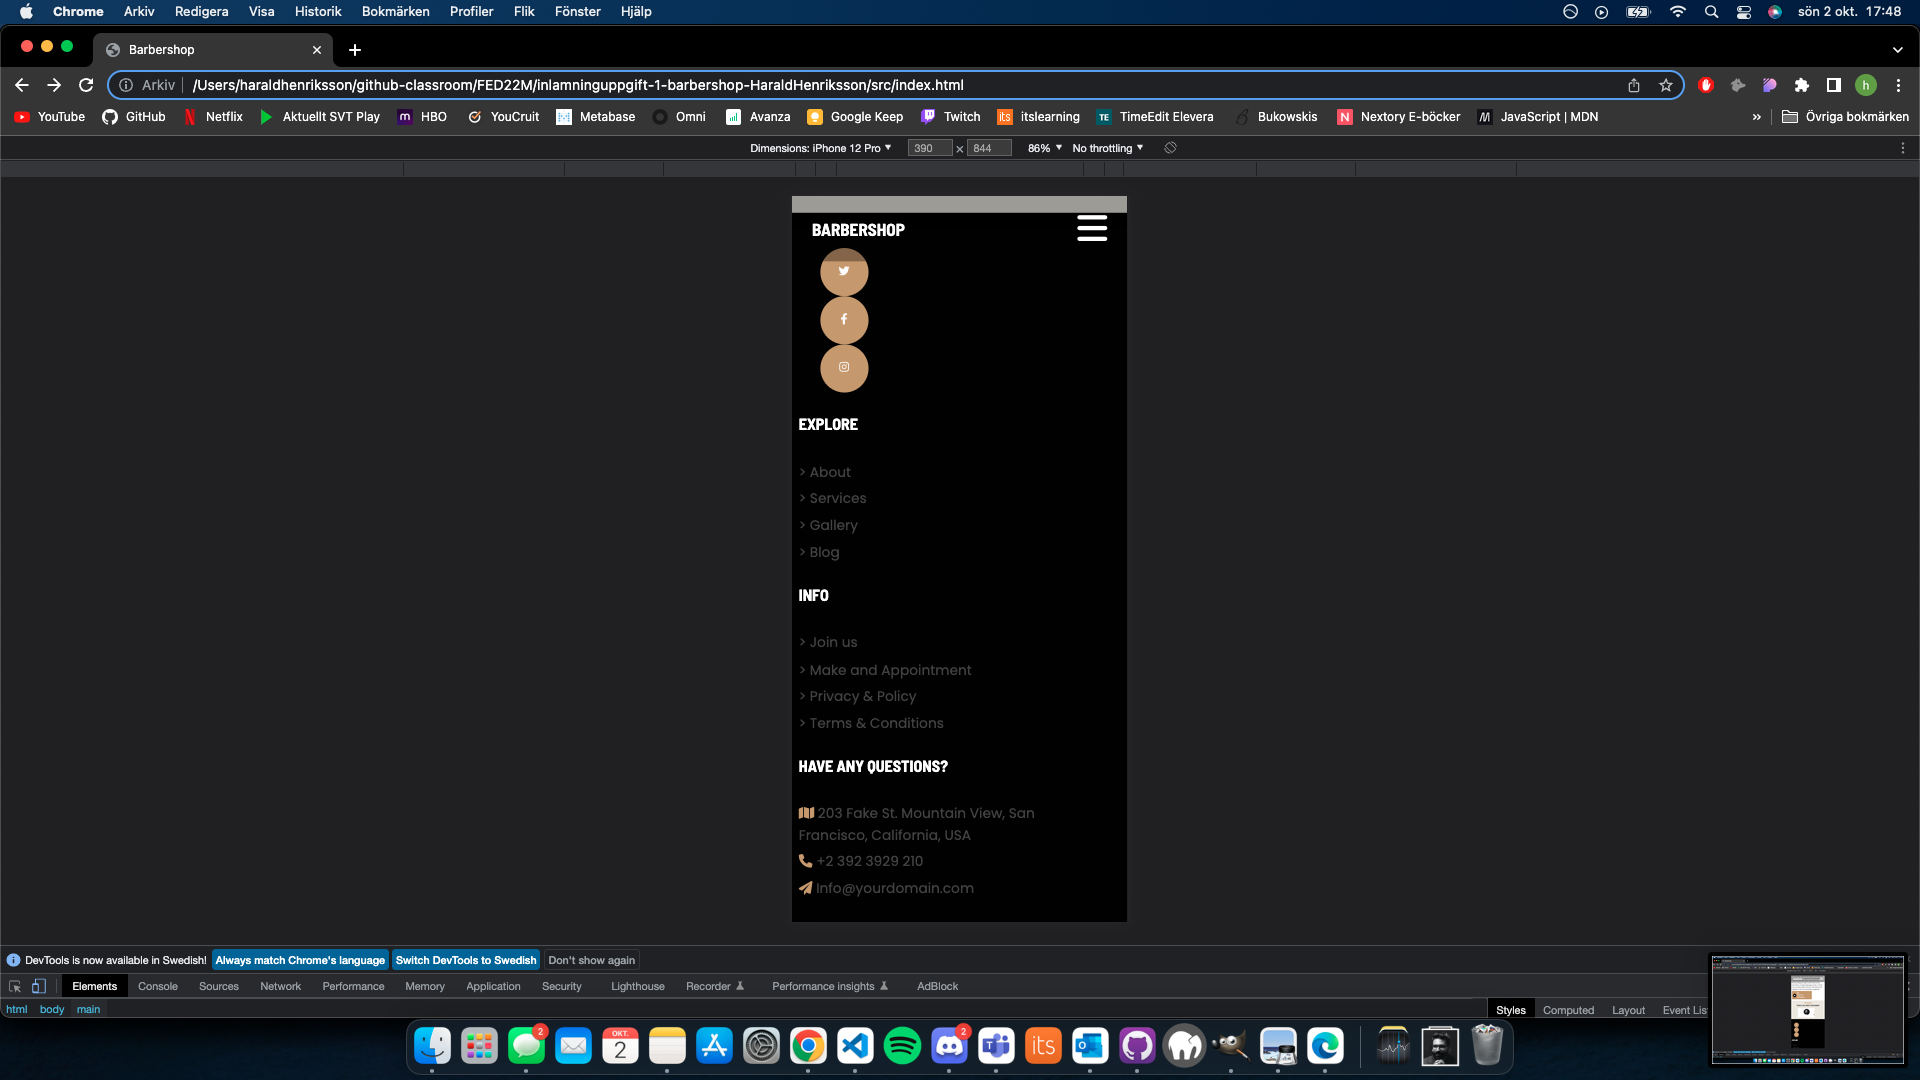 Chrome Arkiv Redigera Visa Historik Bokmärken Profiler Flik Fönster Hjälp sön 2 okt. 17:48
Barbershop
Arkiv /Users/haraldhenriksson/github-classroom/FED22M/inlamninguppgift-1-barbershop-HaraldHenriksson/src/index.html h
YouTube GitHub Netflix Aktuellt SVT Play m HBO YouCruit Metabase Omni Avanza Google Keep Twitch its itslearning TE TimeEdit Elevera Bukowskis N Nextory E-böcker M JavaScript | MDN » Övriga bokmärken
Dimensions: iPhone 12 Pro 390 × 844 86% No throttling
BARBERSHOP
EXPLORE
> About
> Services
> Gallery
> Blog
INFO
> Join us
> Make and Appointment
> Privacy & Policy
> Terms & Conditions
HAVE ANY QUESTIONS?
203 Fake St. Mountain View, San
Francisco, California, USA
+2 392 3929 210
Info@yourdomain.com
DevTools is now available in Swedish! Always match Chrome's language Switch DevTools to Swedish Don't show again
Elements Console Sources Network Performance Memory Application Security Lighthouse Recorder Performance insights AdBlock
html body main Styles Computed Layout Event Lis
2 OKT. 2 2 its